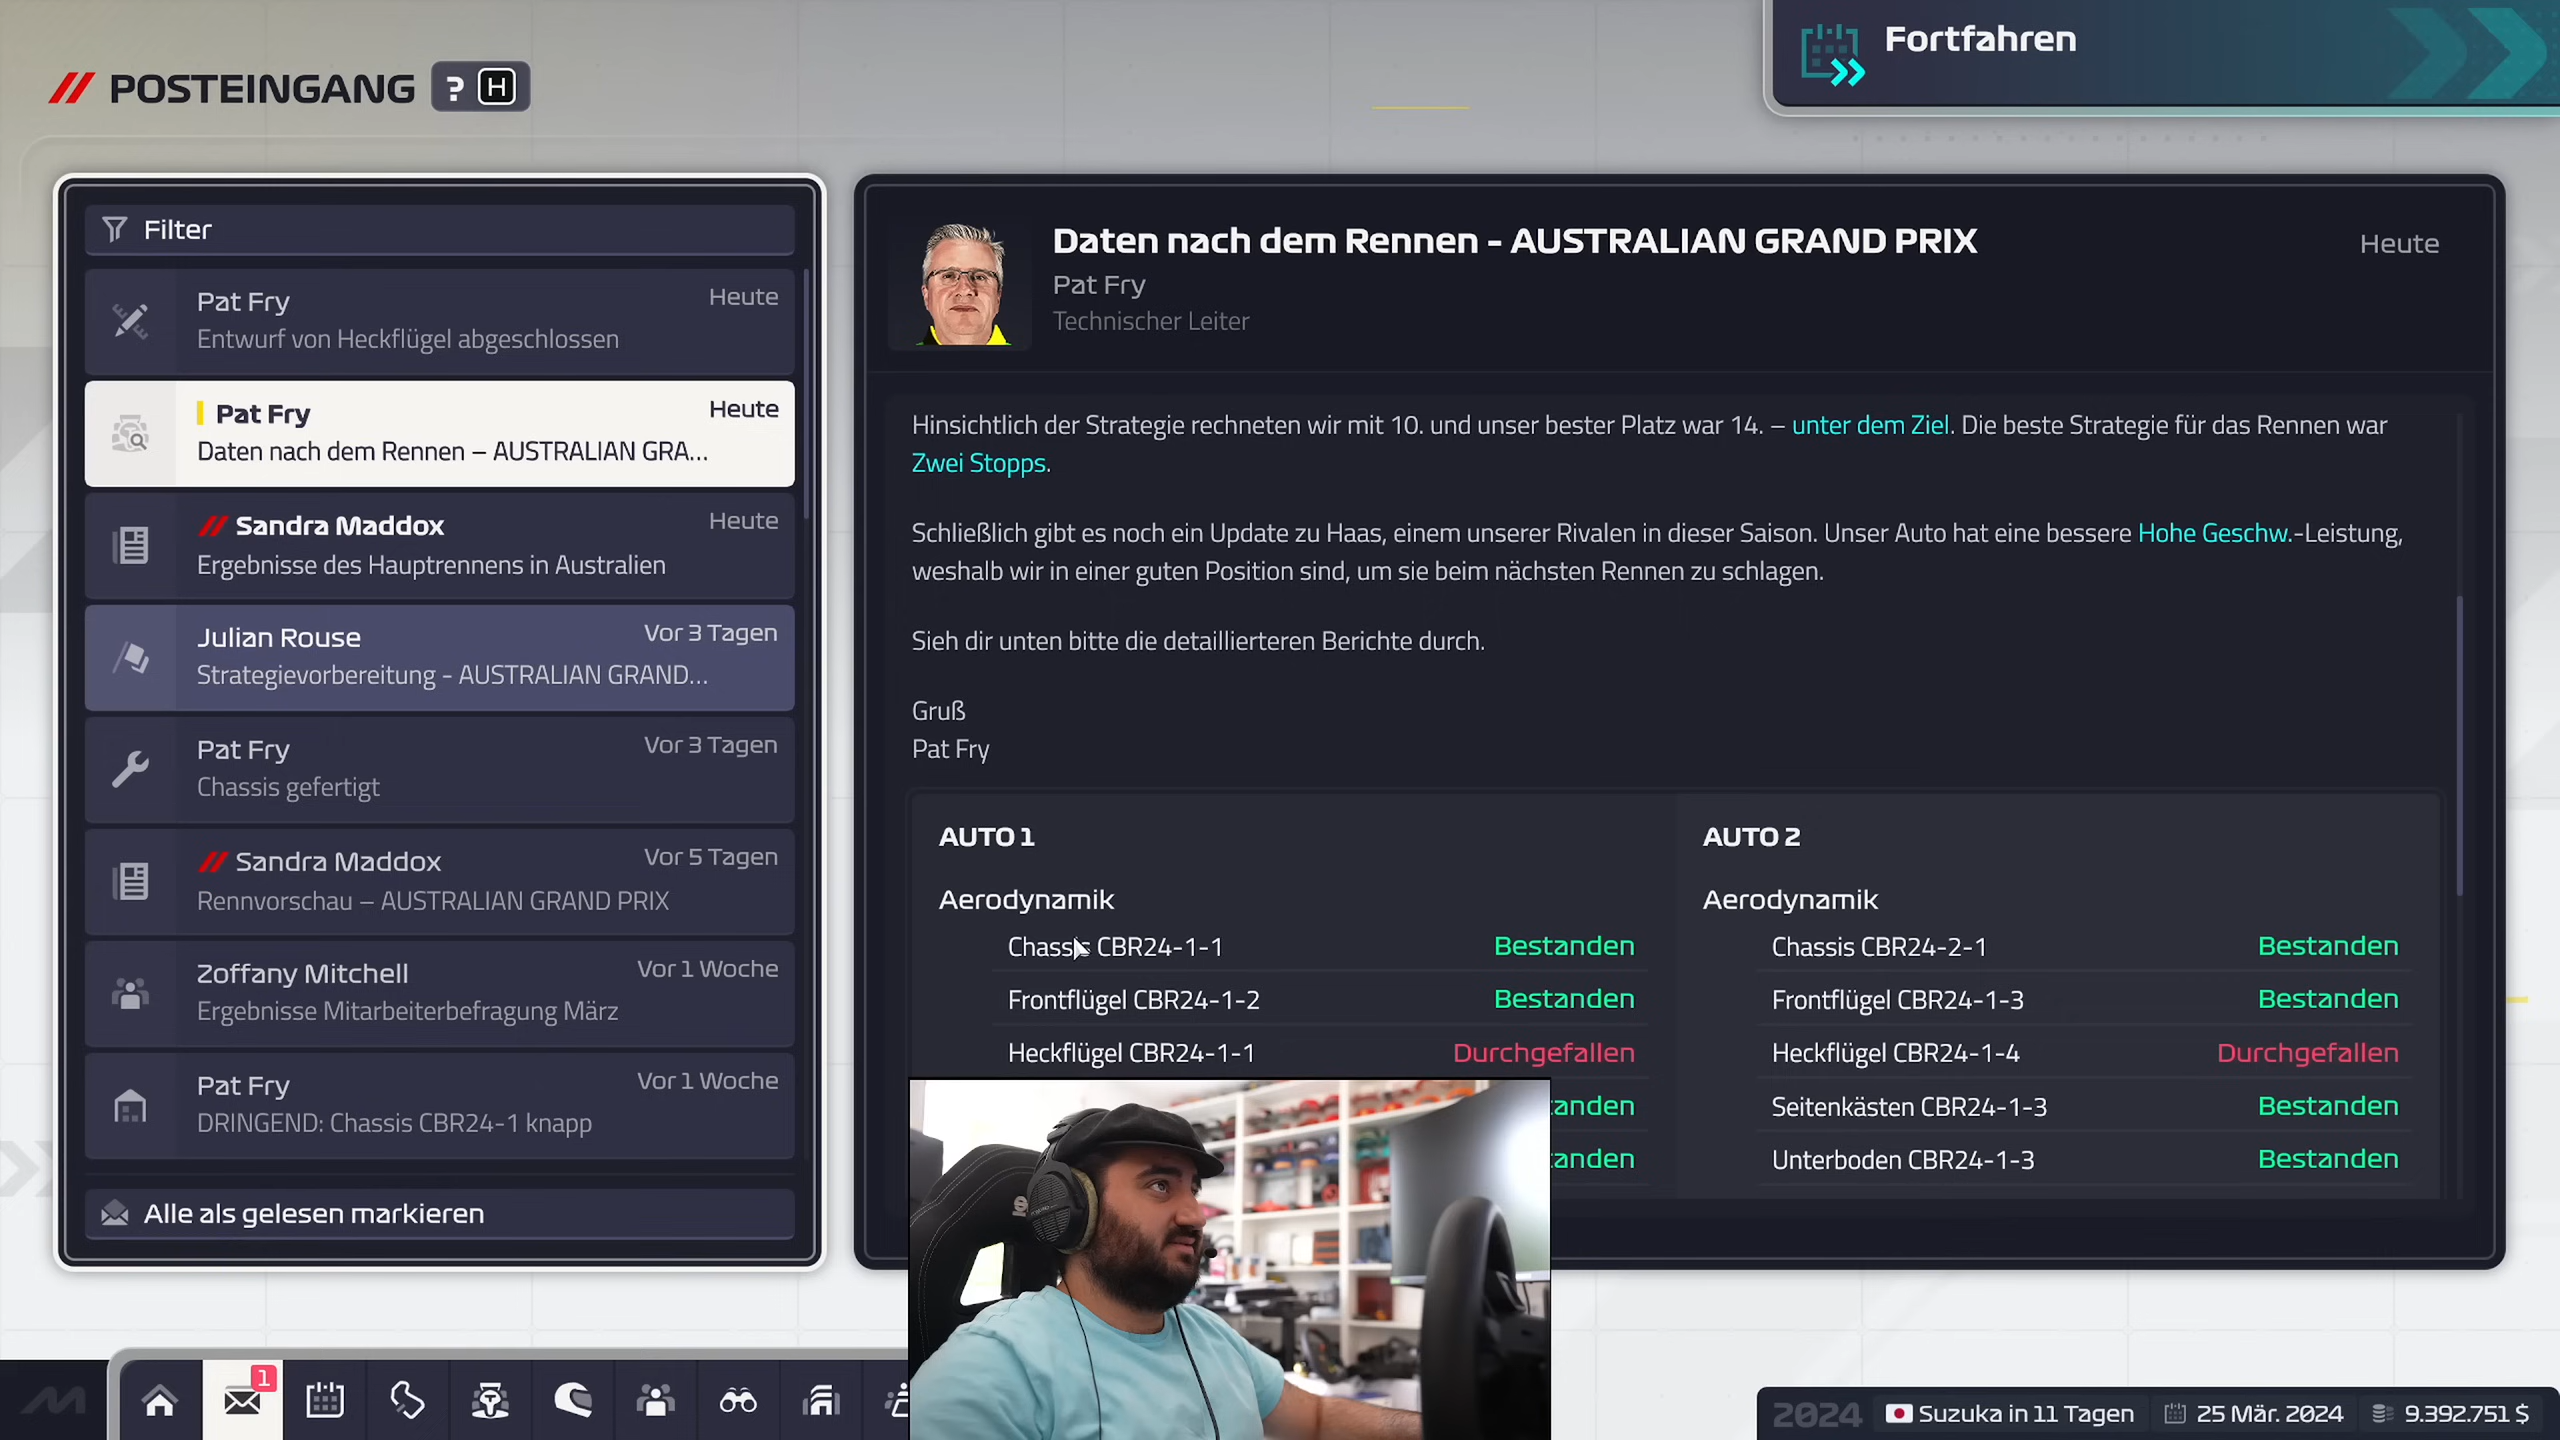 POSTEINGANG ? H
Fortfahren
Filter
Pat Fry
Heute
Entwurf von Heckflügel abgeschlossen
Pat Fry
Heute
Daten nach dem Rennen – AUSTRALIAN GRA...
Sandra Maddox
Heute
Ergebnisse des Hauptrennens in Australien
Julian Rouse
Vor 3 Tagen
Strategievorbereitung - AUSTRALIAN GRAND...
Pat Fry
Vor 3 Tagen
Chassis gefertigt
Sandra Maddox
Vor 5 Tagen
Rennvorschau – AUSTRALIAN GRAND PRIX
Zoffany Mitchell
Vor 1 Woche
Ergebnisse Mitarbeiterbefragung März
Pat Fry
Vor 1 Woche
DRINGEND: Chassis CBR24-1 knapp
Alle als gelesen markieren
Daten nach dem Rennen - AUSTRALIAN GRAND PRIX
Heute
Pat Fry
Technischer Leiter
Hinsichtlich der Strategie rechneten wir mit 10. und unser bester Platz war 14. – unter dem Ziel. Die beste Strategie für das Rennen war
Zwei Stopps.
Schließlich gibt es noch ein Update zu Haas, einem unserer Rivalen in dieser Saison. Unser Auto hat eine bessere Hohe Geschw.-Leistung,
weshalb wir in einer guten Position sind, um sie beim nächsten Rennen zu schlagen.
Sieh dir unten bitte die detaillierteren Berichte durch.
Gruß
Pat Fry
AUTO 1
Aerodynamik
Chassis CBR24-1-1 Bestanden
Frontflügel CBR24-1-2 Bestanden
Heckflügel CBR24-1-1 Durchgefallen
tanden
tanden
AUTO 2
Aerodynamik
Chassis CBR24-2-1 Bestanden
Frontflügel CBR24-1-3 Bestanden
Heckflügel CBR24-1-4 Durchgefallen
Seitenkästen CBR24-1-3 Bestanden
Unterboden CBR24-1-3 Bestanden
1
2024 Suzuka in 11 Tagen 25 Mär. 2024 9.392.751 $